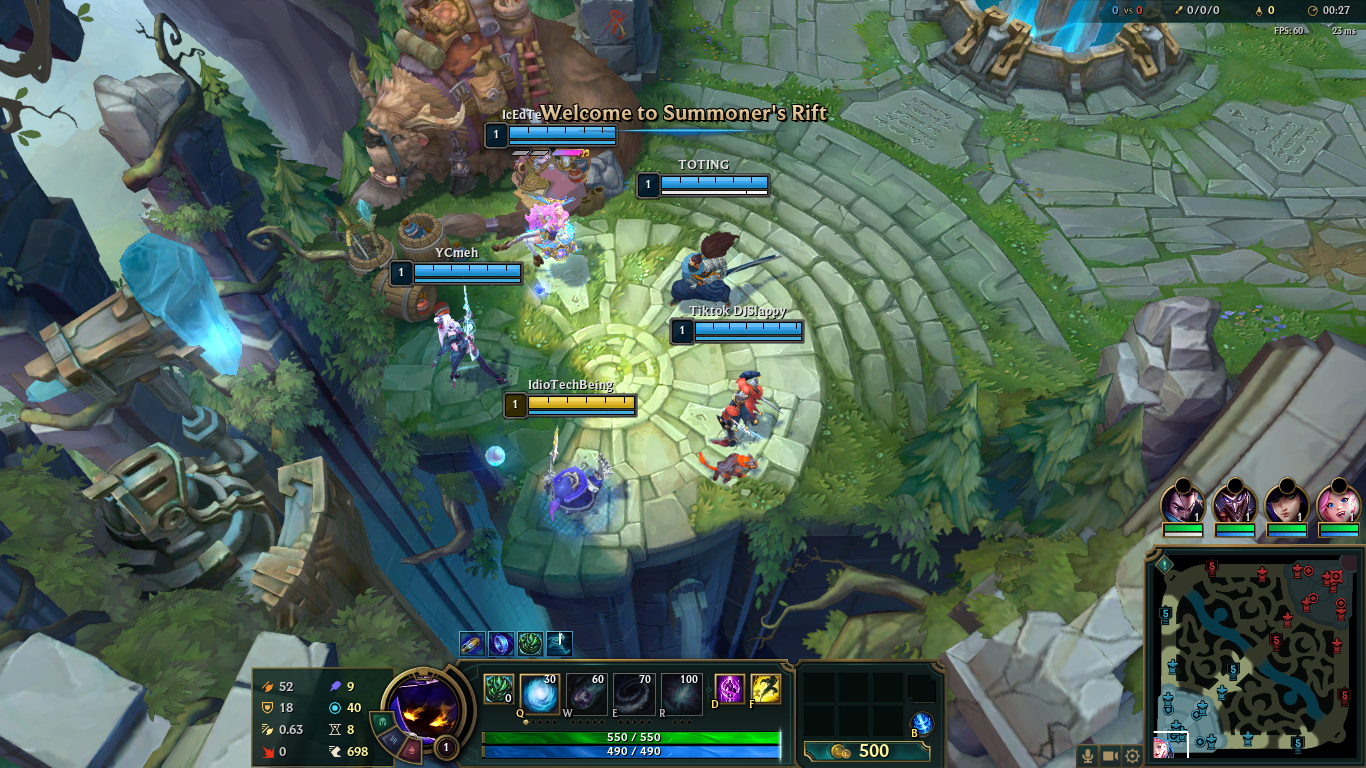 0 vs 0 0/0/0 0 00:27
FPS: 60 23 ms
Welcome to Summoner's Rift
1
TOTING
1
YCmeh
1
Tiktok DJSlappy
1
IdioTechBeing
1
52 9
18 40
0.63 8
0 698
1
0
30 60 70 100
Q W E R D F
550 / 550
490 / 490
B
500
S
S
S
S
S
S
S